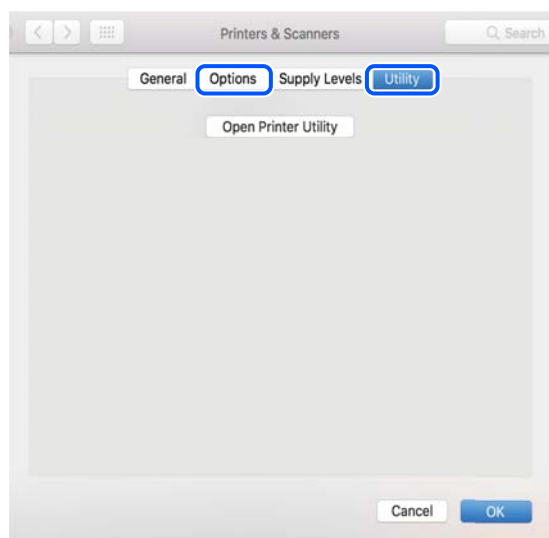 Printers & Scanners Search
General Options Supply Levels Utility
Open Printer Utility
Cancel OK